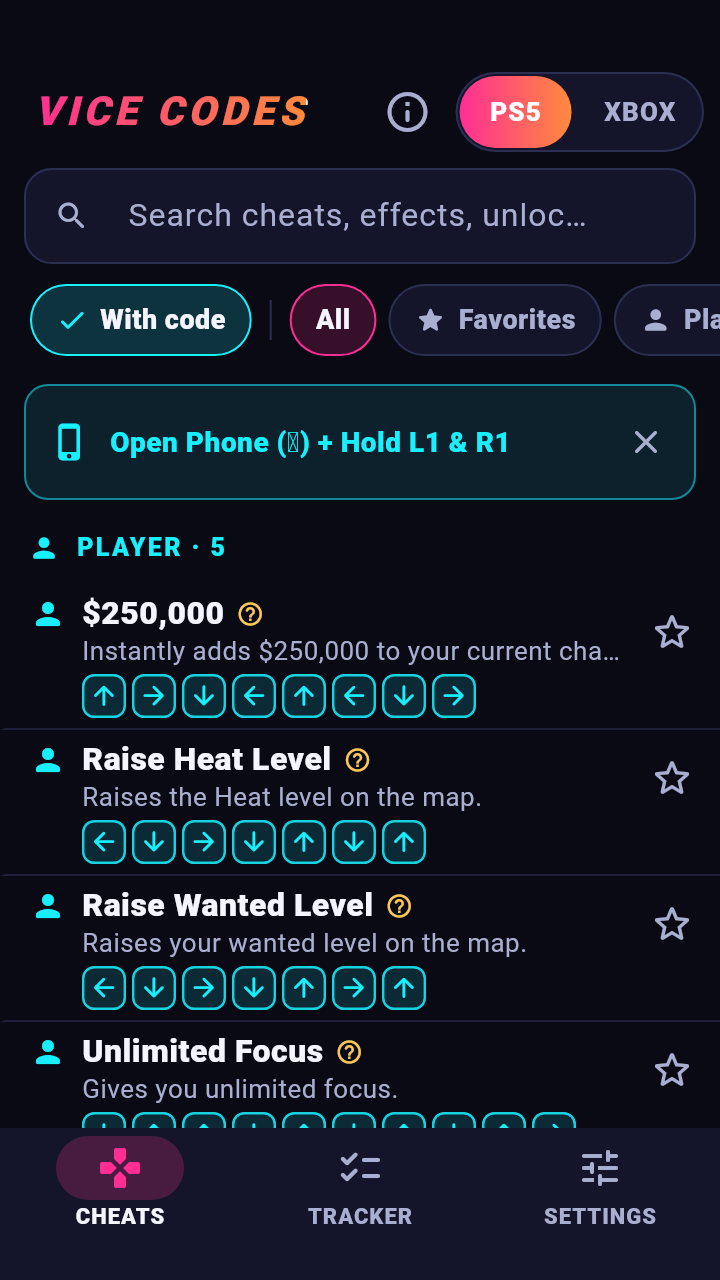 VICE CODES
PS5
XBOX
Search cheats, effects, unloc…
With code
All
Favorites
Pla
Open Phone () + Hold L1 & R1
PLAYER · 5
$250,000
Instantly adds $250,000 to your current cha…
↑ → ↓ ← ↑ ← ↓ →
Raise Heat Level
Raises the Heat level on the map.
← ↓ → ↓ ↑ ↓ ↑
Raise Wanted Level
Raises your wanted level on the map.
← ↓ → ↓ ↑ → ↑
Unlimited Focus
Gives you unlimited focus.
CHEATS
TRACKER
SETTINGS